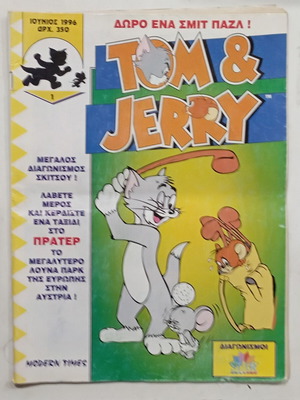 ΙΟΥΝΙΟΣ 1996
ΔΡΧ. 350
1
ΔΩΡΟ ΕΝΑ ΣΜΙΤ ΠΑΖΛ !
TOM &
JERRY
ΜΕΓΑΛΟΣ
ΔΙΑΓΩΝΙΣΜΟΣ
ΣΚΙΤΣΟΥ !
ΛΑΒΕΤΕ
ΜΕΡΟΣ
ΚΑΙ ΚΕΡΔΙΣΤΕ
ΕΝΑ ΤΑΞΙΔΙ
ΣΤΟ
ΠΡΑΤΕΡ
ΤΟ
ΜΕΓΑΛΥΤΕΡΟ
ΛΟΥΝΑ ΠΑΡΚ
ΤΗΣ ΕΥΡΩΠΗΣ
ΣΤΗΝ
ΑΥΣΤΡΙΑ !
MODERN TIMES
ΔΙΑΓΩΝΙΣΜΟΙ